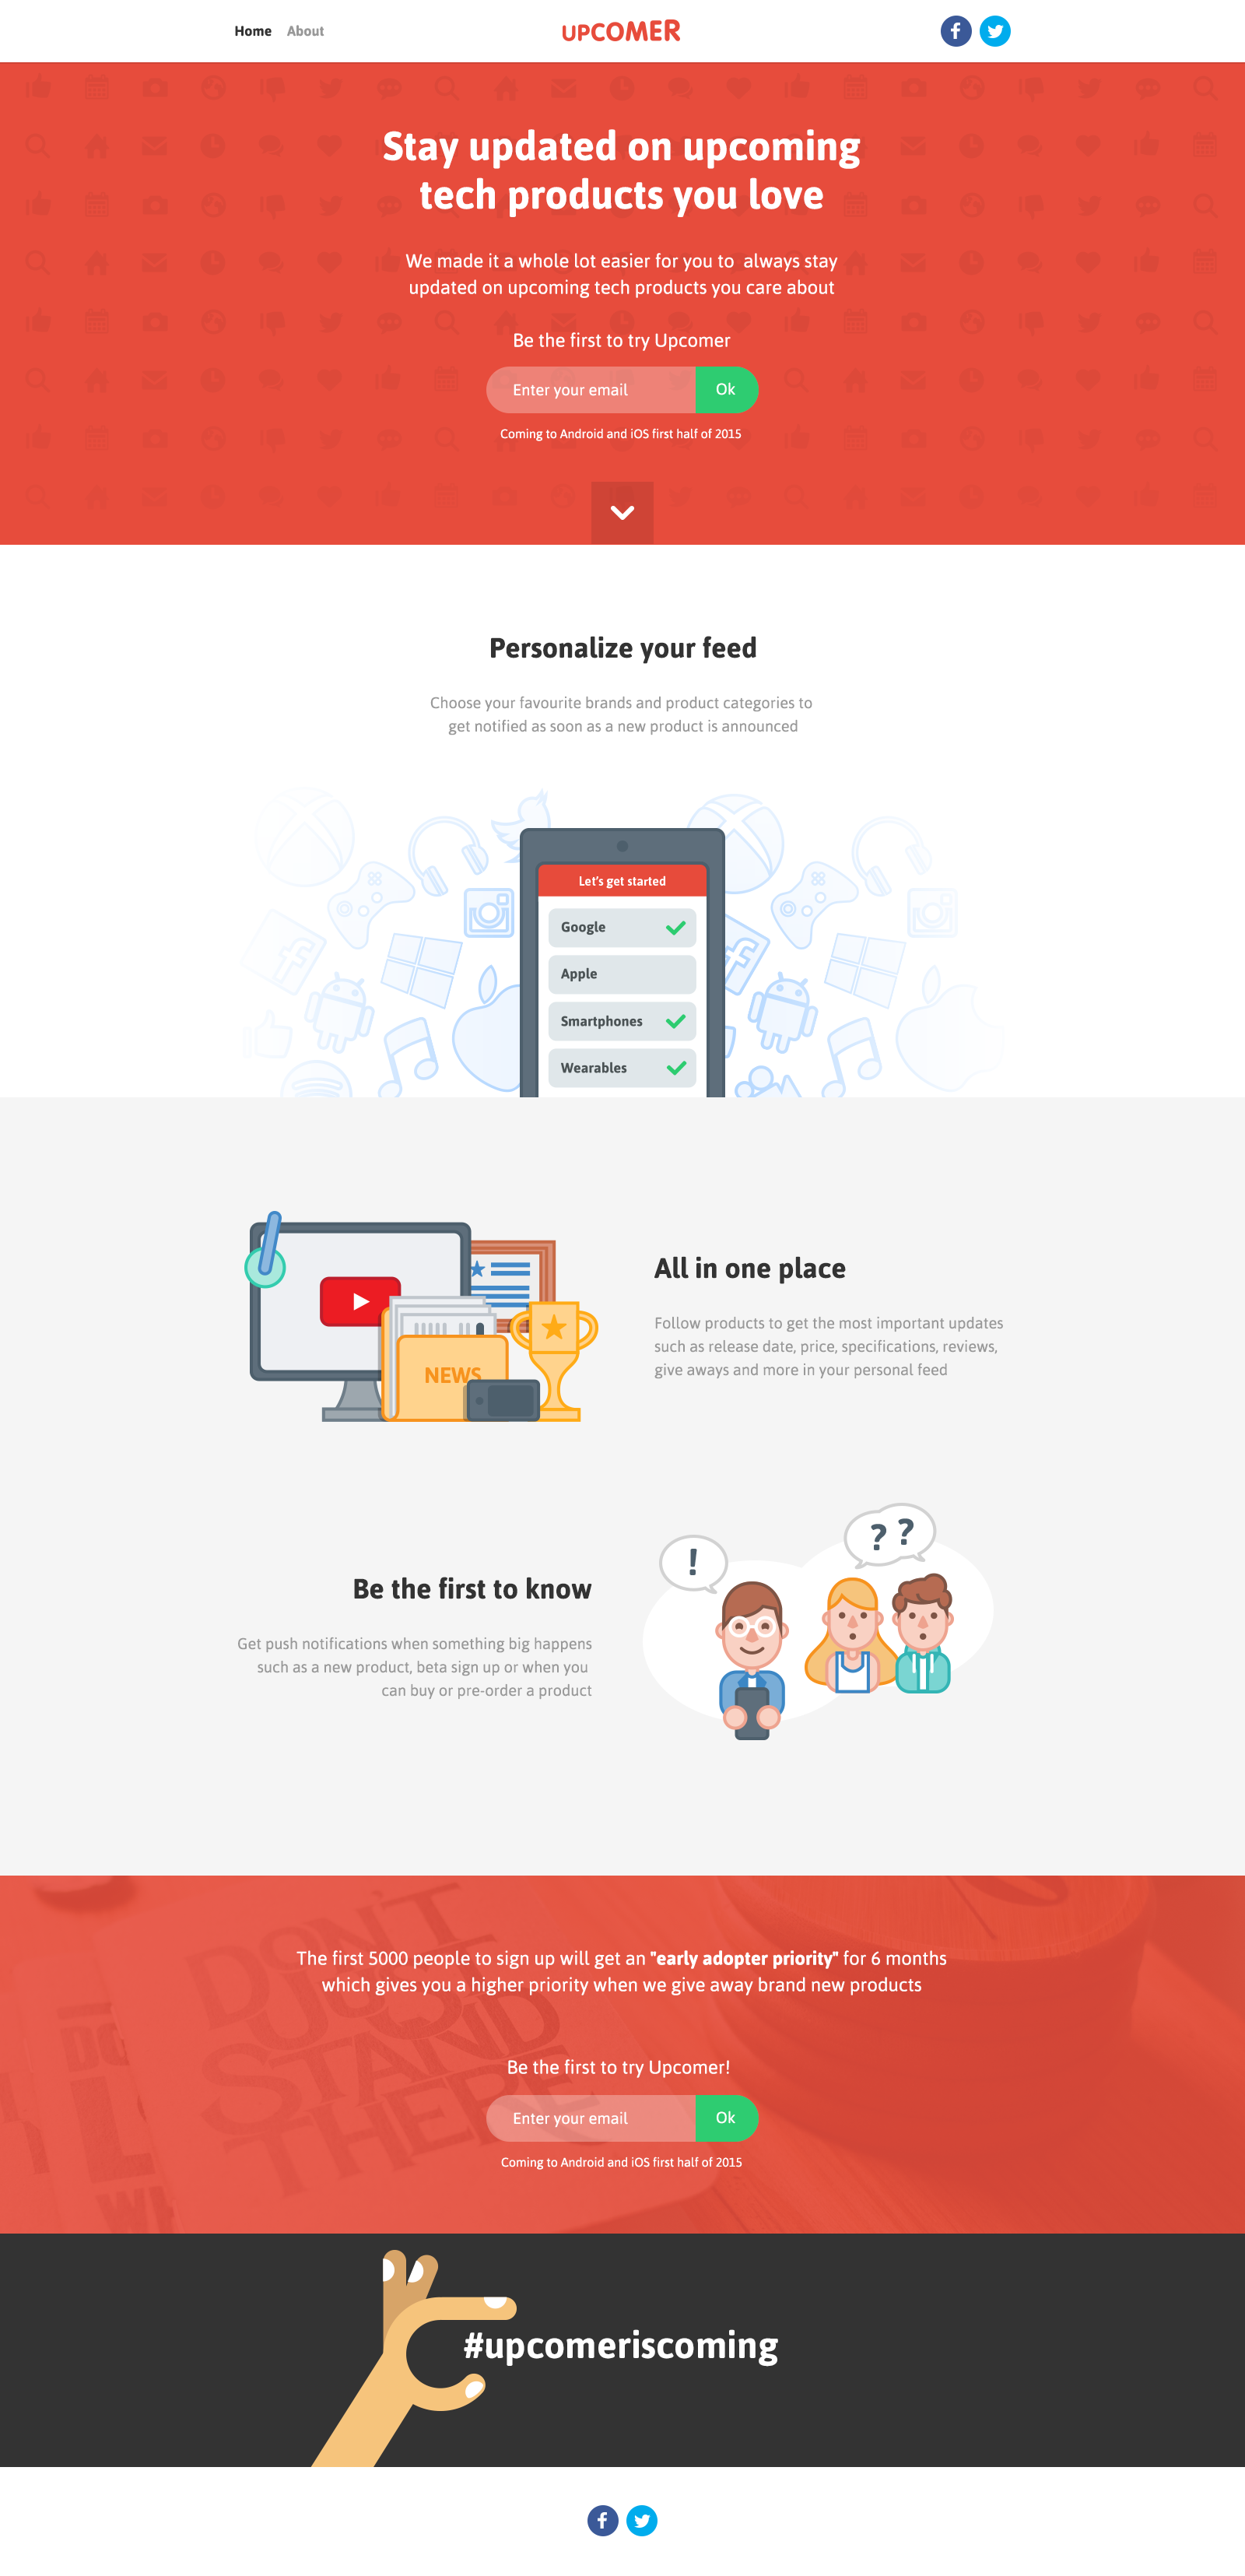 Home About
UPCOMER
Stay updated on upcoming
tech products you love
We made it a whole lot easier for you to always stay
updated on upcoming tech products you care about
Be the first to try Upcomer
Enter your email Ok
Coming to Android and iOS first half of 2015
Personalize your feed
Choose your favourite brands and product categories to
get notified as soon as a new product is announced
Let's get started
Google
Apple
Smartphones
Wearables
All in one place
Follow products to get the most important updates
such as release date, price, specifications, reviews,
give aways and more in your personal feed
NEWS
! ? ?
Be the first to know
Get push notifications when something big happens
such as a new product, beta sign up or when you
can buy or pre-order a product
DON'T
JUST
STAND
THERE
The first 5000 people to sign up will get an "early adopter priority" for 6 months
which gives you a higher priority when we give away brand new products
Be the first to try Upcomer!
Enter your email Ok
Coming to Android and iOS first half of 2015
#upcomeriscoming